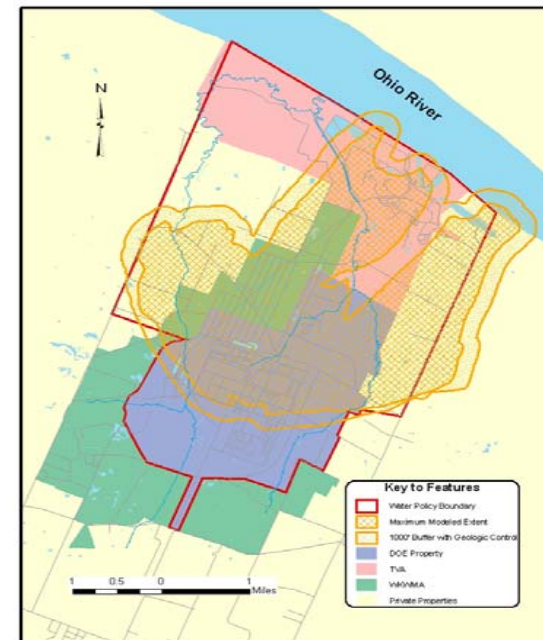 Ohio River
N
Key to Features
Water Policy Boundary
Maximum Modeled Extent
1000' Buffer with Geologic Control
DOE Property
TVA
WKWMA
Private Properties
1 0.5 0 1
Miles